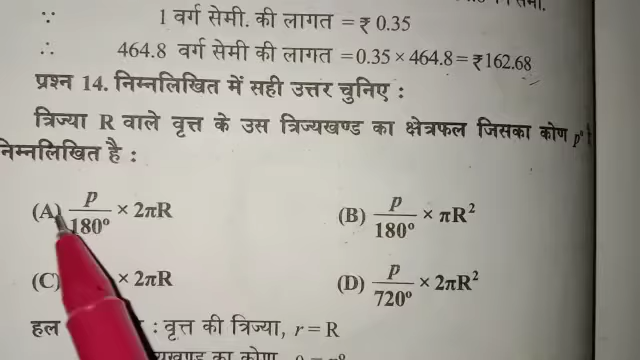 ∵ 1 वर्ग सेमी. की लागत = ₹ 0.35
∴ 464.8 वर्ग सेमी की लागत = 0.35 × 464.8 = ₹162.68
प्रश्न 14. निम्नलिखित में सही उत्तर चुनिए :
त्रिज्या R वाले वृत्त के उस त्रिज्यखण्ड का क्षेत्रफल जिसका कोण p°
निम्नलिखित है :
(A) p/180° × 2πR (B) p/180° × πR²
(C) × 2πR (D) p/720° × 2πR²
हल : वृत्त की त्रिज्या, r = R
का कोण